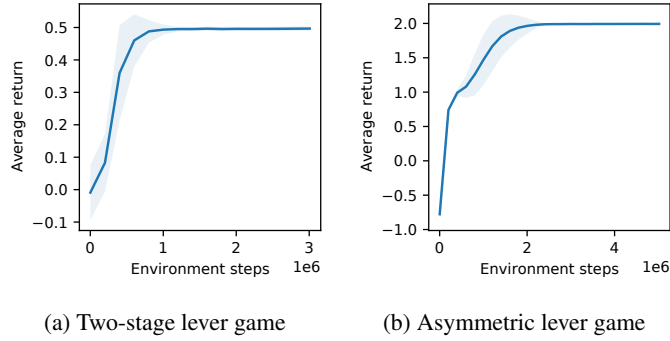 0.5
0.4
0.3
0.2
0.1
0.0
−0.1
Average return
0
1
2
3
Environment steps
1e6
(a) Two-stage lever game
2.0
1.5
1.0
0.5
0.0
−0.5
−1.0
Average return
0
2
4
Environment steps
1e6
(b) Asymmetric lever game